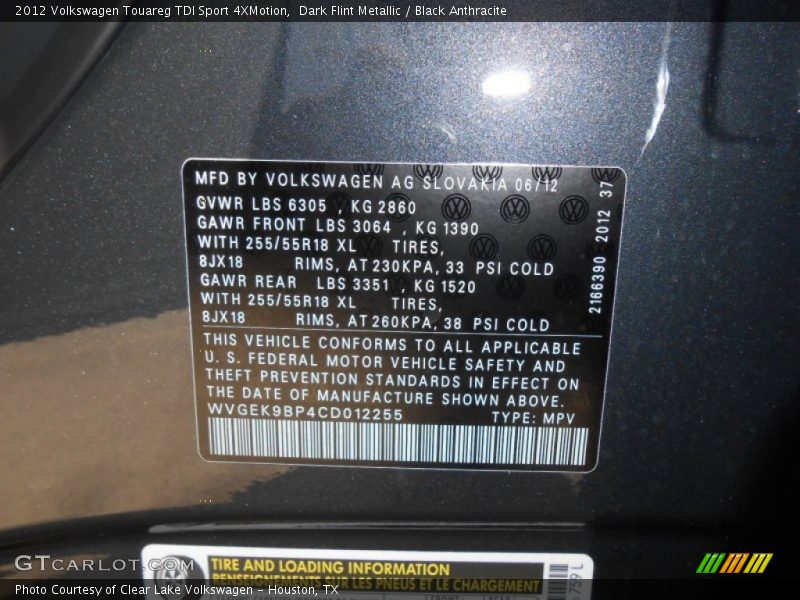 2012 Volkswagen Touareg TDI Sport 4XMotion, Dark Flint Metallic / Black Anthracite
MFD BY VOLKSWAGEN AG SLOVAKIA 06/12
GVWR LBS 6305 , KG 2860
GAWR FRONT LBS 3064 , KG 1390
WITH 255/55R18 XL TIRES,
8JX18 RIMS, AT 230KPA, 33 PSI COLD
GAWR REAR LBS 3351 , KG 1520
WITH 255/55R18 XL TIRES,
8JX18 RIMS, AT 260KPA, 38 PSI COLD
2166390 2012 37
THIS VEHICLE CONFORMS TO ALL APPLICABLE
U. S. FEDERAL MOTOR VEHICLE SAFETY AND
THEFT PREVENTION STANDARDS IN EFFECT ON
THE DATE OF MANUFACTURE SHOWN ABOVE.
WVGEK9BP4CD012255 TYPE: MPV
TIRE AND LOADING INFORMATION
RENSEIGNEMENTS SUR LES PNEUS ET LE CHARGEMENT
GTCarlot.com
Photo Courtesy of Clear Lake Volkswagen - Houston, TX